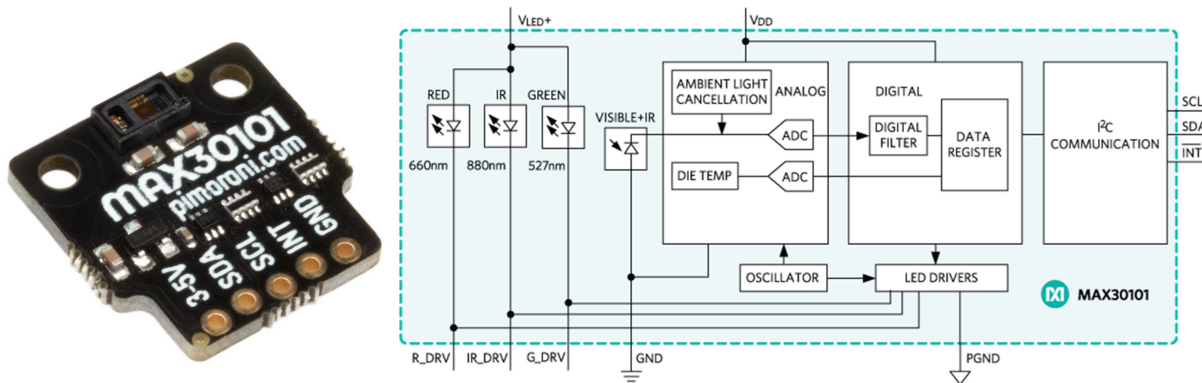 MAX30101
pimoroni.com
3-5V
SDA
SCL
INT
GND
VLED+
VDD
RED
IR
GREEN
660nm
880nm
527nm
VISIBLE+IR
AMBIENT LIGHT
CANCELLATION
ANALOG
ADC
DIE TEMP
ADC
DIGITAL
DIGITAL
FILTER
DATA
REGISTER
I²C
COMMUNICATION
SCL
SDA
INT
OSCILLATOR
LED DRIVERS
MAX30101
R_DRV
IR_DRV
G_DRV
GND
PGND